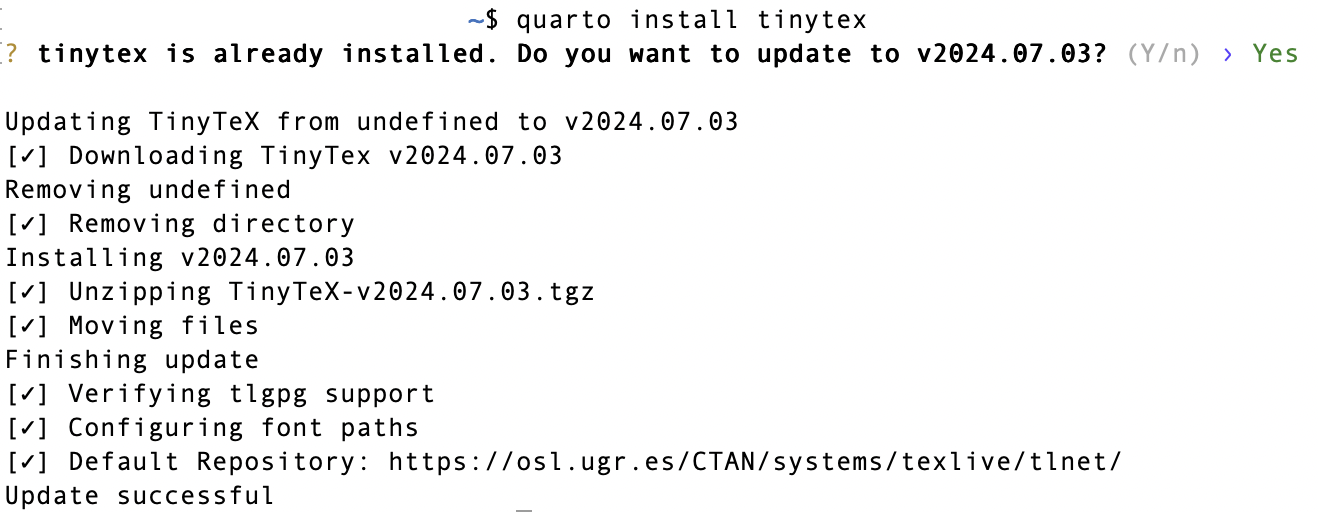 ~$ quarto install tinytex
? tinytex is already installed. Do you want to update to v2024.07.03? (Y/n) › Yes
Updating TinyTeX from undefined to v2024.07.03
[✓] Downloading TinyTex v2024.07.03
Removing undefined
[✓] Removing directory
Installing v2024.07.03
[✓] Unzipping TinyTeX-v2024.07.03.tgz
[✓] Moving files
Finishing update
[✓] Verifying tlgpg support
[✓] Configuring font paths
[✓] Default Repository: https://osl.ugr.es/CTAN/systems/texlive/tlnet/
Update successful